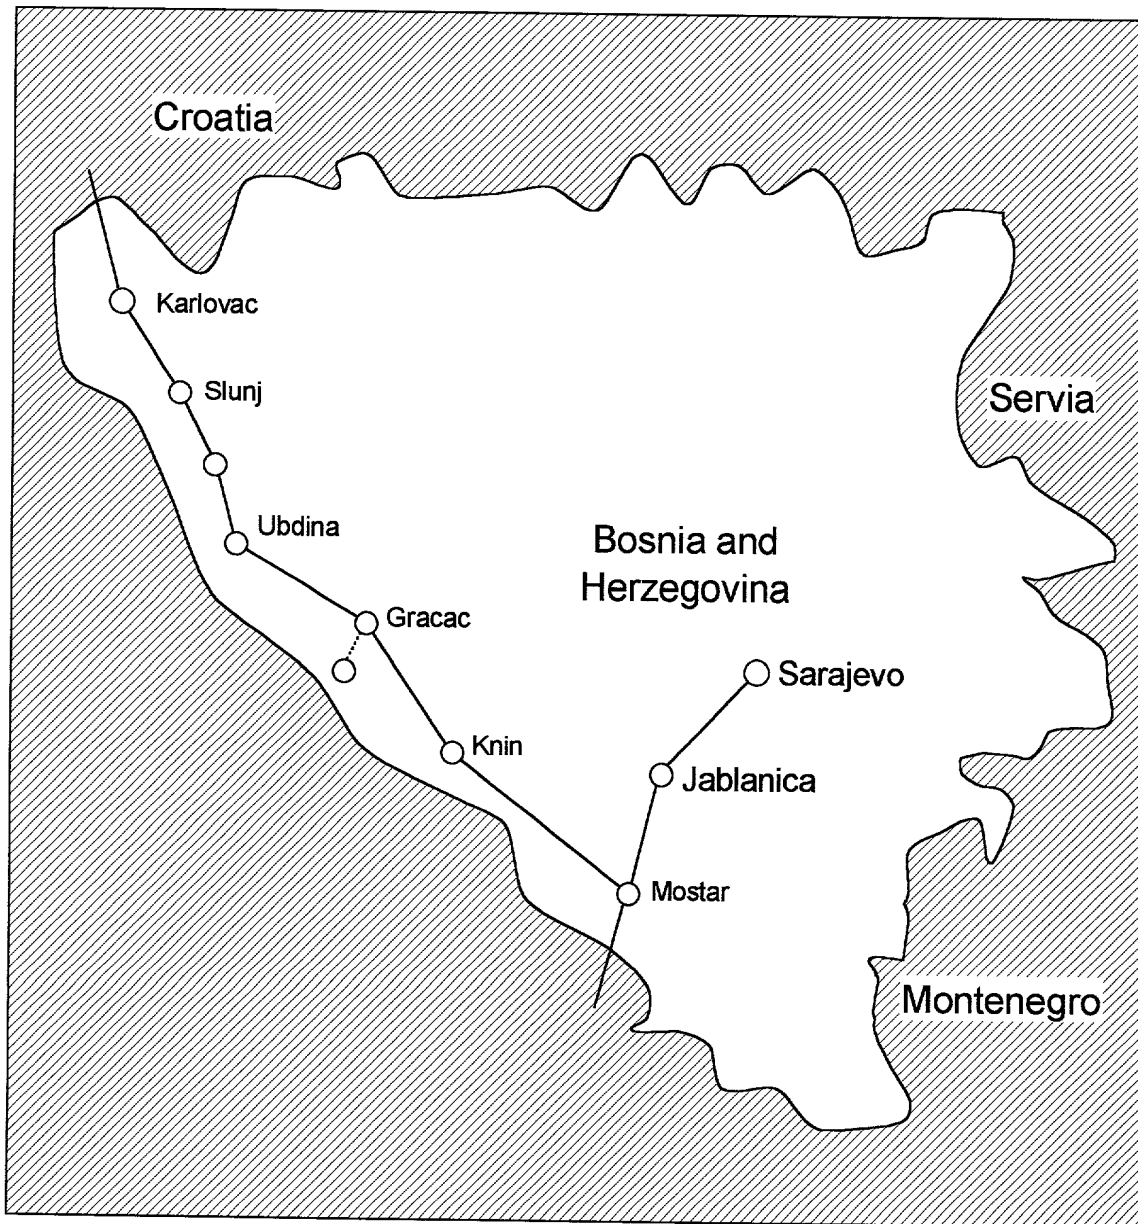 Croatia
Karlovac
Slunj
Servia
Ubdina
Bosnia and
Herzegovina
Gracac
Sarajevo
Knin
Jablanica
Mostar
Montenegro